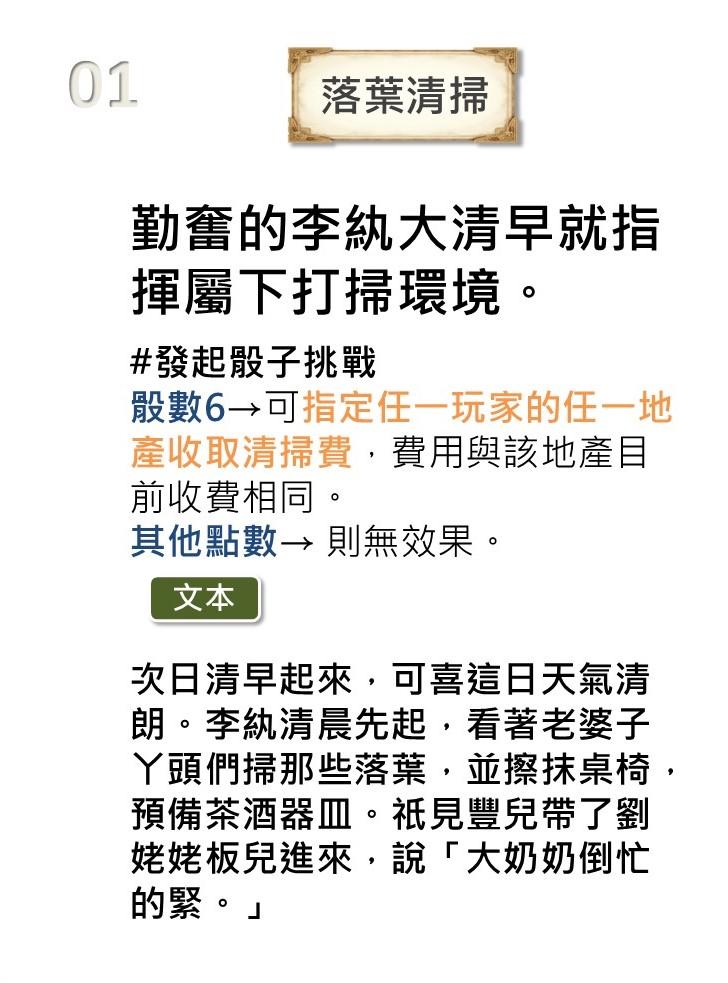 01
落葉清掃
勤奮的李紈大清早就指
揮屬下打掃環境。
#發起骰子挑戰
骰數6→可指定任一玩家的任一地
產收取清掃費，費用與該地產目
前收費相同。
其他點數→ 則無效果。
文本
次日清早起來，可喜這日天氣清
朗。李紈清晨先起，看著老婆子
丫頭們掃那些落葉，並擦抹桌椅，
預備茶酒器皿。祇見豐兒帶了劉
姥姥板兒進來，說「大奶奶倒忙
的緊。」